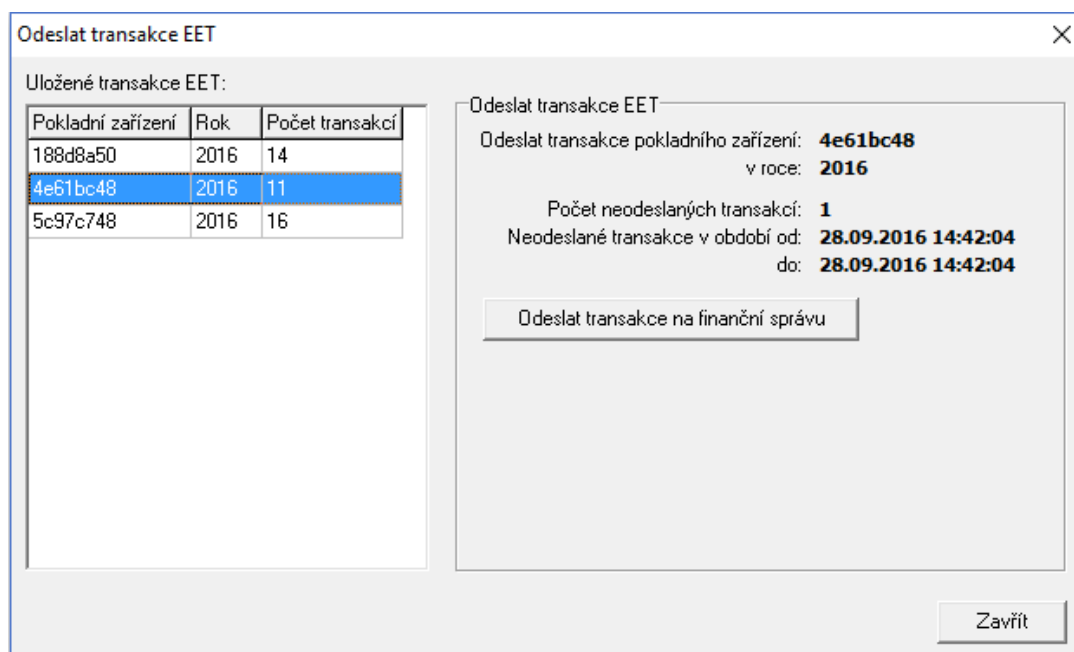 Odeslat transakce EET
Uložené transakce EET:
Pokladní zařízení Rok Počet transakcí
188d8a50 2016 14
4e61bc48 2016 11
5c97c748 2016 16
Odeslat transakce EET
Odeslat transakce pokladního zařízení: 4e61bc48
v roce: 2016
Počet neodeslaných transakcí: 1
Neodeslané transakce v období od: 28.09.2016 14:42:04
do: 28.09.2016 14:42:04
Odeslat transakce na finanční správu
Zavřít